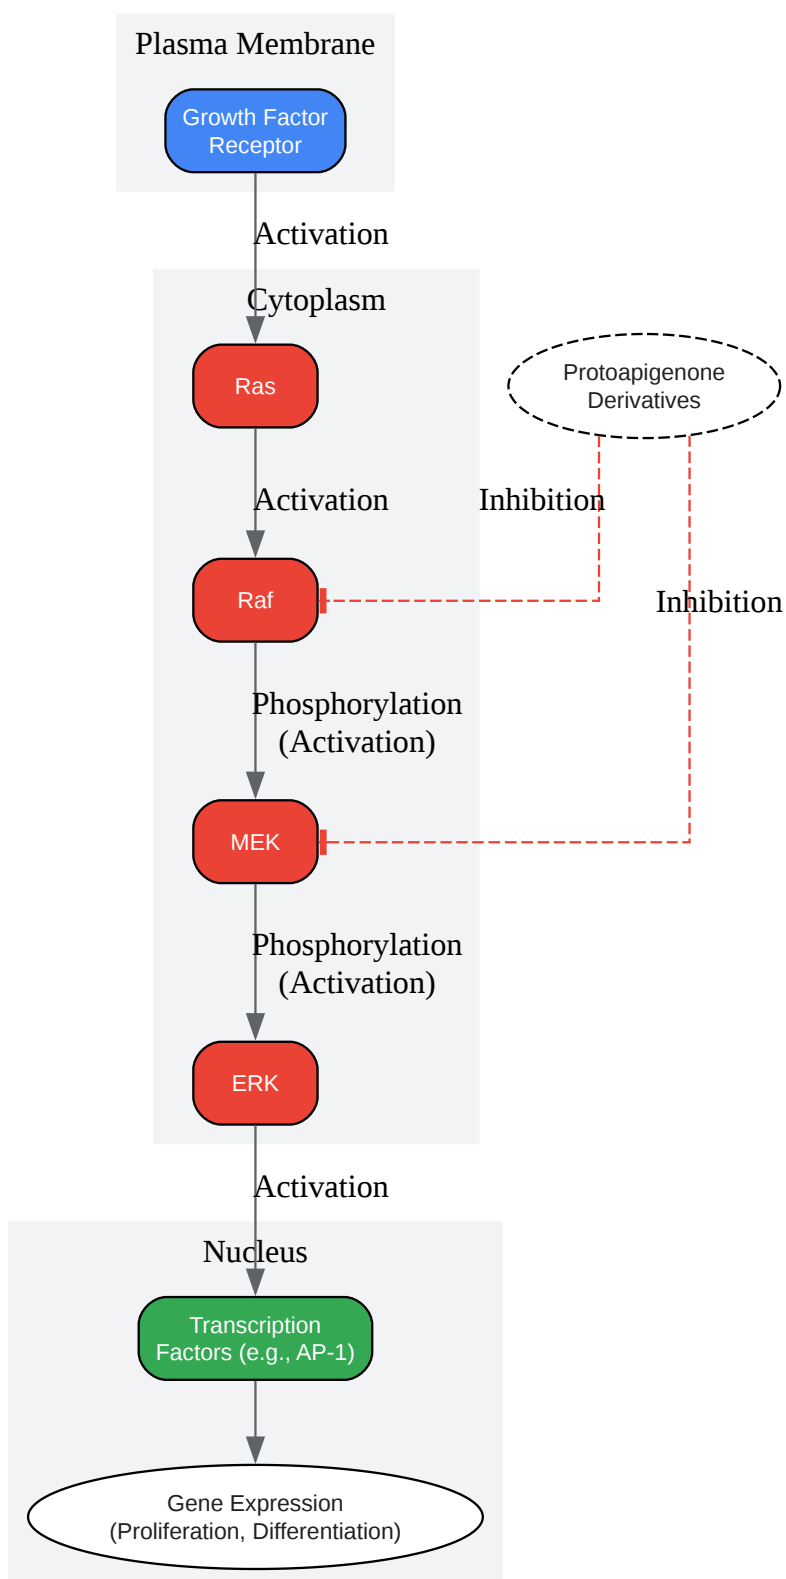 Plasma Membrane
Growth Factor
Receptor
Activation
Cytoplasm
Ras
Protoapigenone
Derivatives
Activation
Inhibition
Raf
Inhibition
Phosphorylation
(Activation)
MEK
Phosphorylation
(Activation)
ERK
Activation
Nucleus
Transcription
Factors (e.g., AP-1)
Gene Expression
(Proliferation, Differentiation)